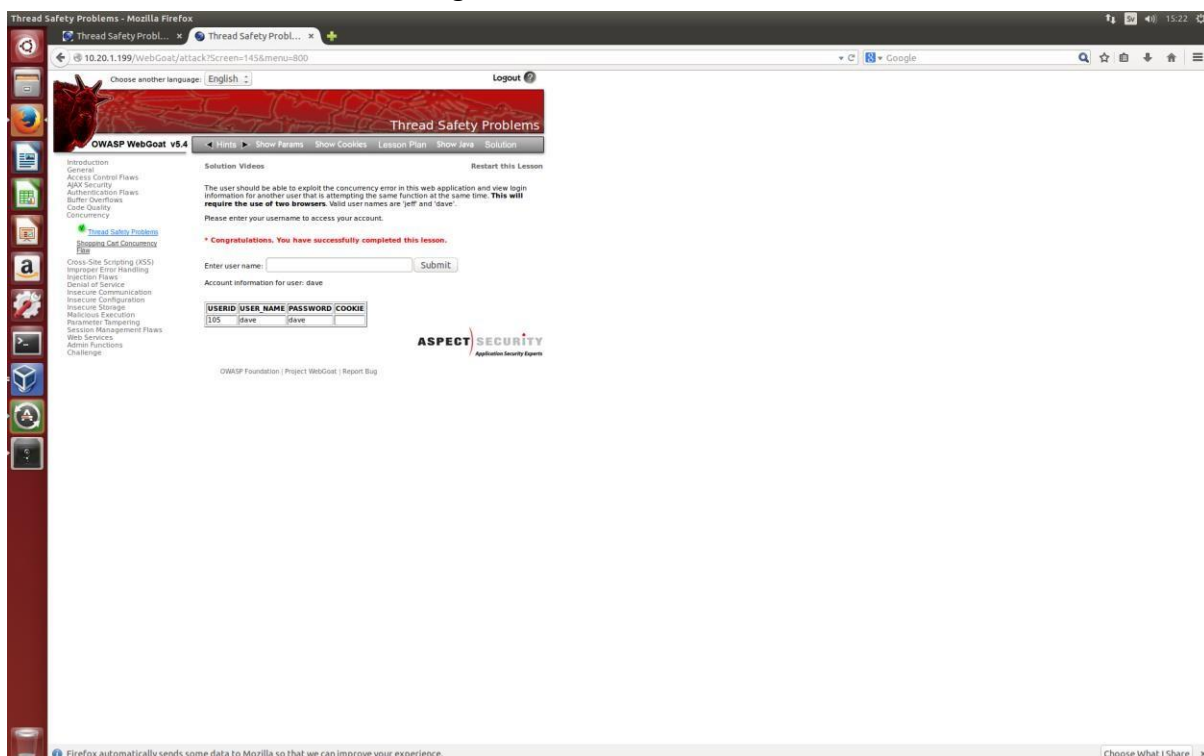 Thread Safety Problems - Mozilla Firefox
Sv 15:22
Thread Safety Probl... × Thread Safety Probl... ×
10.20.1.199/WebGoat/attack?Screen=145&menu=800
Google
Choose another language: English
Logout ?
Thread Safety Problems
OWASP WebGoat v5.4
Hints Show Params Show Cookies Lesson Plan Show Java Solution
Introduction
General
Access Control Flaws
AJAX Security
Authentication Flaws
Buffer Overflows
Code Quality
Concurrency
Thread Safety Problems
Shopping Cart Concurrency
Flaw
Cross-Site Scripting (XSS)
Improper Error Handling
Injection Flaws
Denial of Service
Insecure Communication
Insecure Configuration
Insecure Storage
Malicious Execution
Parameter Tampering
Session Management Flaws
Web Services
Admin Functions
Challenge
Solution Videos
Restart this Lesson
The user should be able to exploit the concurrency error in this web application and view login
information for another user that is attempting the same function at the same time. This will
require the use of two browsers. Valid user names are 'jeff' and 'dave'.
Please enter your username to access your account.
* Congratulations. You have successfully completed this lesson.
Enter user name: Submit
Account information for user: dave
USERID USER_NAME PASSWORD COOKIE
105 dave dave
ASPECT SECURITY
Application Security Experts
OWASP Foundation | Project WebGoat | Report Bug
Firefox automatically sends some data to Mozilla so that we can improve your experience.
Choose What I Share